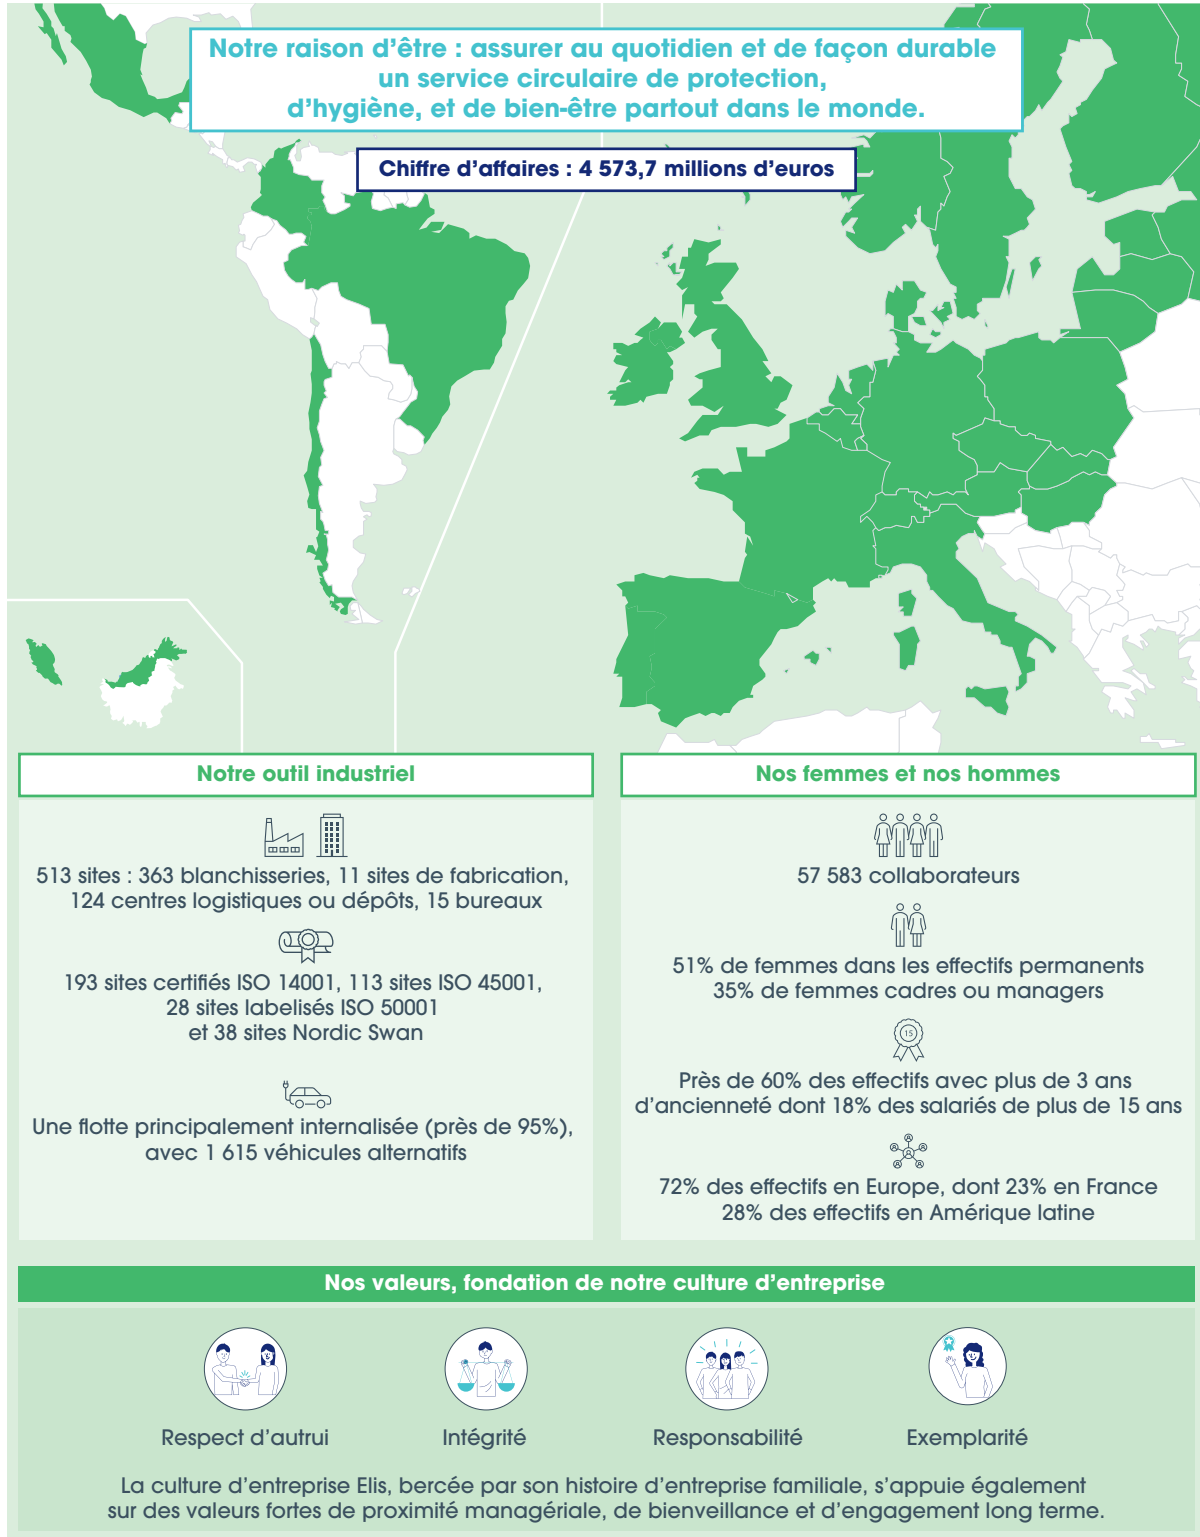 Notre raison d'être : assurer au quotidien et de façon durable
un service circulaire de protection,
d'hygiène, et de bien-être partout dans le monde.
Chiffre d'affaires : 4 573,7 millions d'euros
Notre outil industriel
513 sites : 363 blanchisseries, 11 sites de fabrication,
124 centres logistiques ou dépôts, 15 bureaux
193 sites certifiés ISO 14001, 113 sites ISO 45001,
28 sites labelisés ISO 50001
et 38 sites Nordic Swan
Une flotte principalement internalisée (près de 95%),
avec 1 615 véhicules alternatifs
Nos femmes et nos hommes
57 583 collaborateurs
51% de femmes dans les effectifs permanents
35% de femmes cadres ou managers
15
Près de 60% des effectifs avec plus de 3 ans
d'ancienneté dont 18% des salariés de plus de 15 ans
72% des effectifs en Europe, dont 23% en France
28% des effectifs en Amérique latine
Nos valeurs, fondation de notre culture d'entreprise
Respect d'autrui
Intégrité
Responsabilité
Exemplarité
La culture d'entreprise Elis, bercée par son histoire d'entreprise familiale, s'appuie également
sur des valeurs fortes de proximité managériale, de bienveillance et d'engagement long terme.